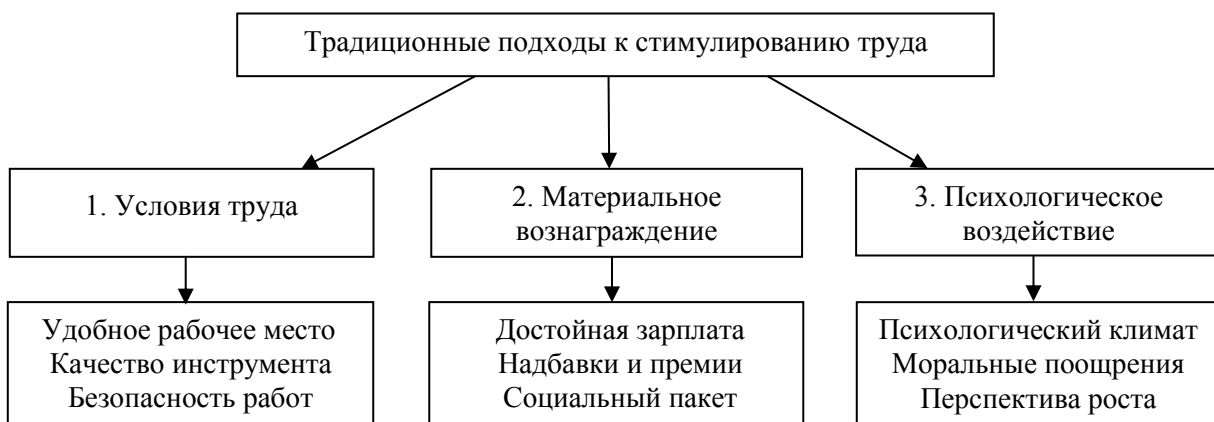 Традиционные подходы к стимулированию труда
1. Условия труда
2. Материальное
вознаграждение
3. Психологическое
воздействие
Удобное рабочее место
Качество инструмента
Безопасность работ
Достойная зарплата
Надбавки и премии
Социальный пакет
Психологический климат
Моральные поощрения
Перспектива роста